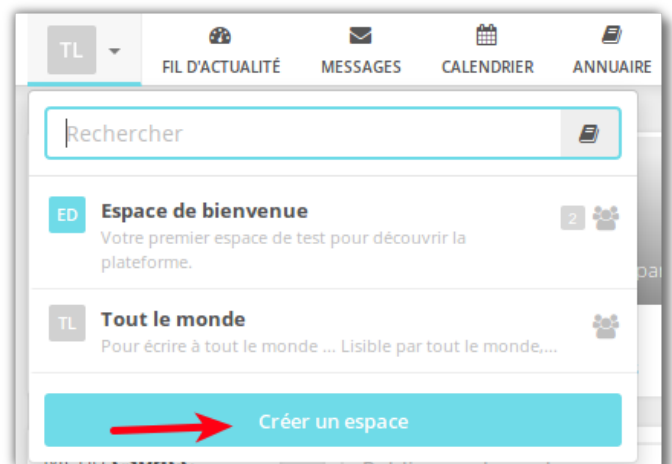 TL
FIL D'ACTUALITÉ MESSAGES CALENDRIER ANNUAIRE
Rechercher
ED Espace de bienvenue 2
Votre premier espace de test pour découvrir la
plateforme.
TL Tout le monde
Pour écrire à tout le monde ... Lisible par tout le monde,...
Créer un espace